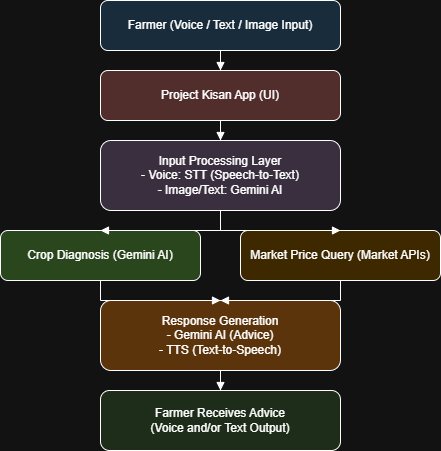 Farmer (Voice / Text / Image Input)
Project Kisan App (UI)
Input Processing Layer
- Voice: STT (Speech-to-Text)
- Image/Text: Gemini AI
Crop Diagnosis (Gemini AI)
Market Price Query (Market APIs)
Response Generation
- Gemini AI (Advice)
- TTS (Text-to-Speech)
Farmer Receives Advice
(Voice and/or Text Output)